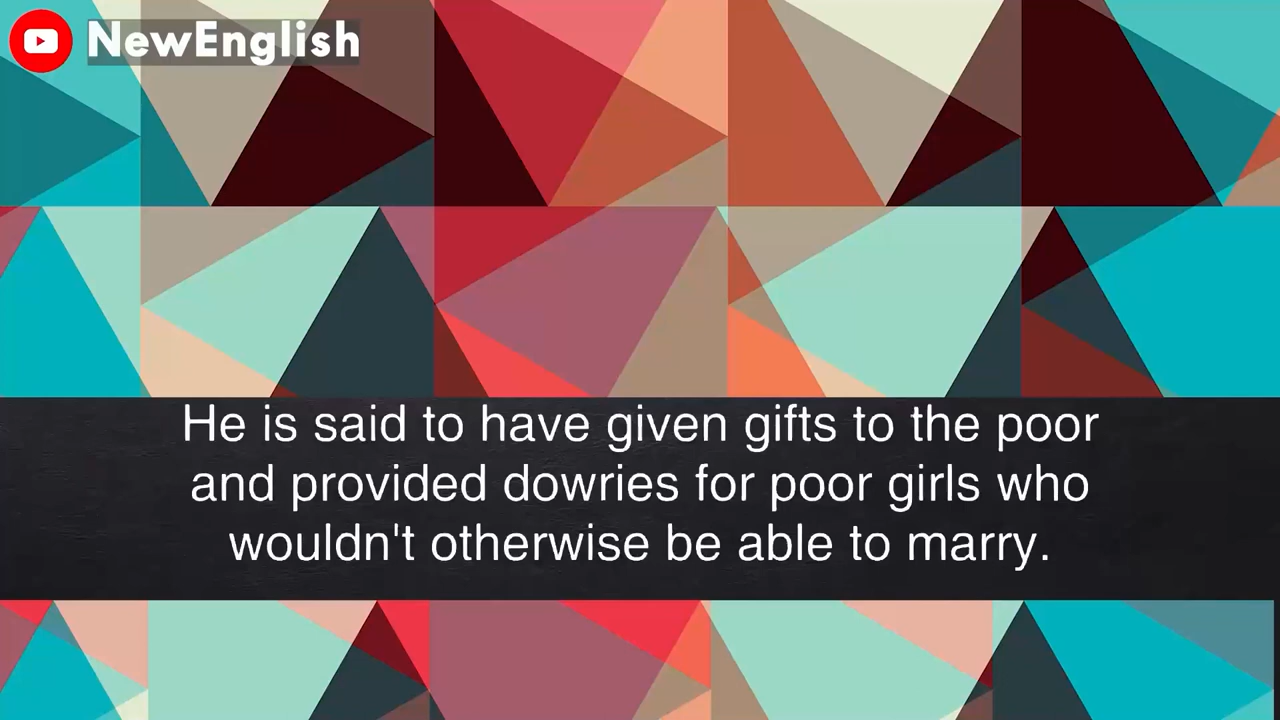 NewEnglish
He is said to have given gifts to the poor
and provided dowries for poor girls who
wouldn't otherwise be able to marry.